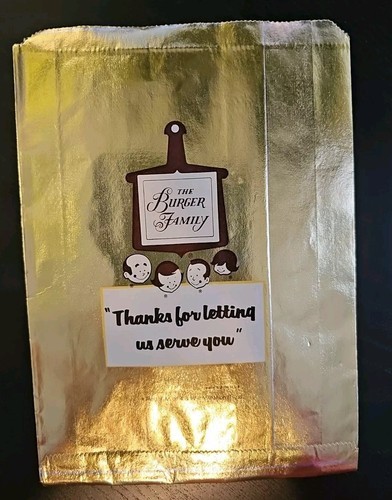 THE
BURGER
FAMILY
"Thanks for letting
us serve you"